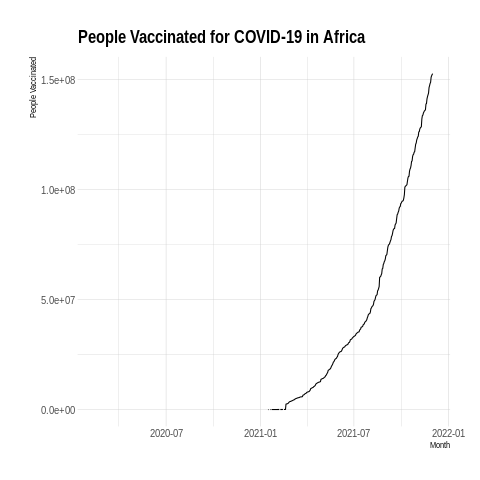 People Vaccinated for COVID-19 in Africa
People Vaccinated
1.5e+08
1.0e+08
5.0e+07
0.0e+00
2020-07 2021-01 2021-07 2022-01
Month